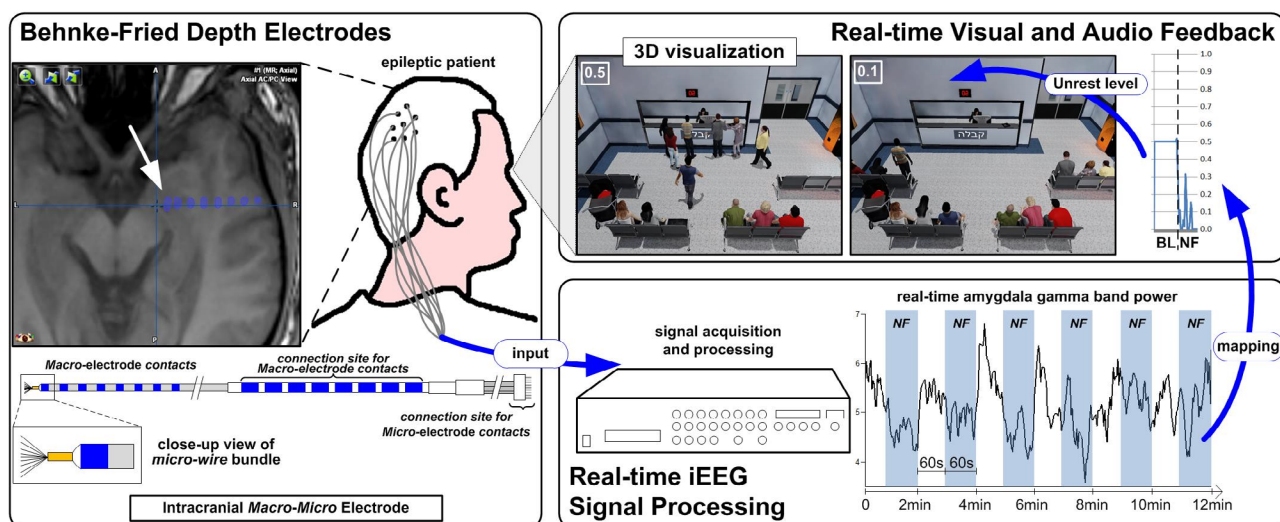 Behnke-Fried Depth Electrodes
epileptic patient
#1 (MR; Axial)
Axial AC/PC View
A
L
R
P
Macro-electrode contacts
connection site for
Macro-electrode contacts
connection site for
Micro-electrode contacts
close-up view of
micro-wire bundle
Intracranial Macro-Micro Electrode
input
Real-time Visual and Audio Feedback
3D visualization
0.5
קבלה
0.1
קבלה
Unrest level
1.0
0.9
0.8
0.7
0.6
0.5
0.4
0.3
0.2
0.1
0.0
BL NF
signal acquisition
and processing
Real-time iEEG
Signal Processing
real-time amygdala gamma band power
NF NF NF NF NF NF
7
6
5
4
60s 60s
0 2min 4min 6min 8min 10min 12min
mapping